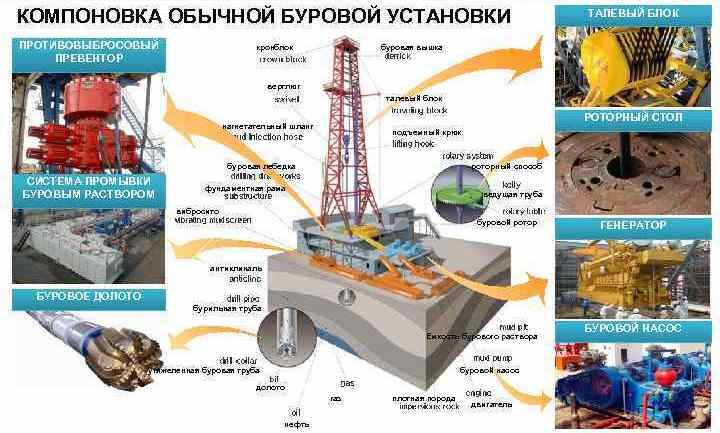 КОМПОНОВКА ОБЫЧНОЙ БУРОВОЙ УСТАНОВКИ
ТАЛЕВЫЙ БЛОК
ПРОТИВОВЫБРОСОВЫЙ
ПРЕВЕНТОР
кронблок
crown block
буровая вышка
derrick
вертлюг
swivel
талевый блок
traveling block
РОТОРНЫЙ СТОЛ
нагнетательный шланг
mud injection hose
подъемный крюк
lifting hook
rotary system
роторный способ
буровая лебедка
drilling draw works
СИСТЕМА ПРОМЫВКИ
БУРОВЫМ РАСТВОРОМ
фундаментная рама
substructure
kelly
ведущая труба
вибросито
vibrating mudscreen
rotary table
буровой ротор
ГЕНЕРАТОР
антиклиналь
anticline
БУРОВОЕ ДОЛОТО
drill pipe
бурильная труба
mud pit
Емкость бурового раствора
БУРОВОЙ НАСОС
drill collar
утяжеленная буровая труба
mud pump
буровой насос
bit
долото
gas
газ
плотная порода
impervious rock
engine
двигатель
oil
нефть